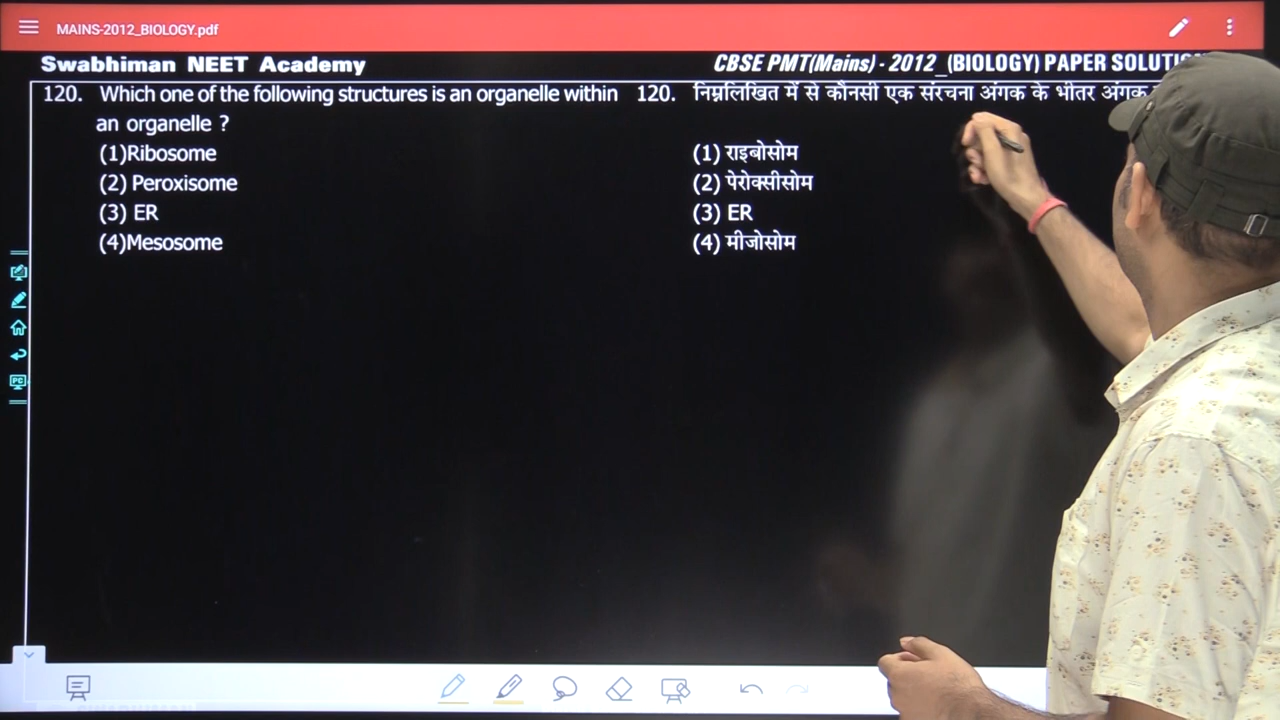 MAINS-2012_BIOLOGY.pdf
Swabhiman NEET Academy
CBSE PMT(Mains) - 2012_(BIOLOGY) PAPER
120. Which one of the following structures is an organelle within
an organelle ?
(1)Ribosome
(2) Peroxisome
(3) ER
(4)Mesosome
120. निम्नलिखित में से कौनसी एक संरचना अंगक के भीतर अंगक
(1) राइबोसोम
(2) पेरोक्सीसोम
(3) ER
(4) मीजोसोम
PC